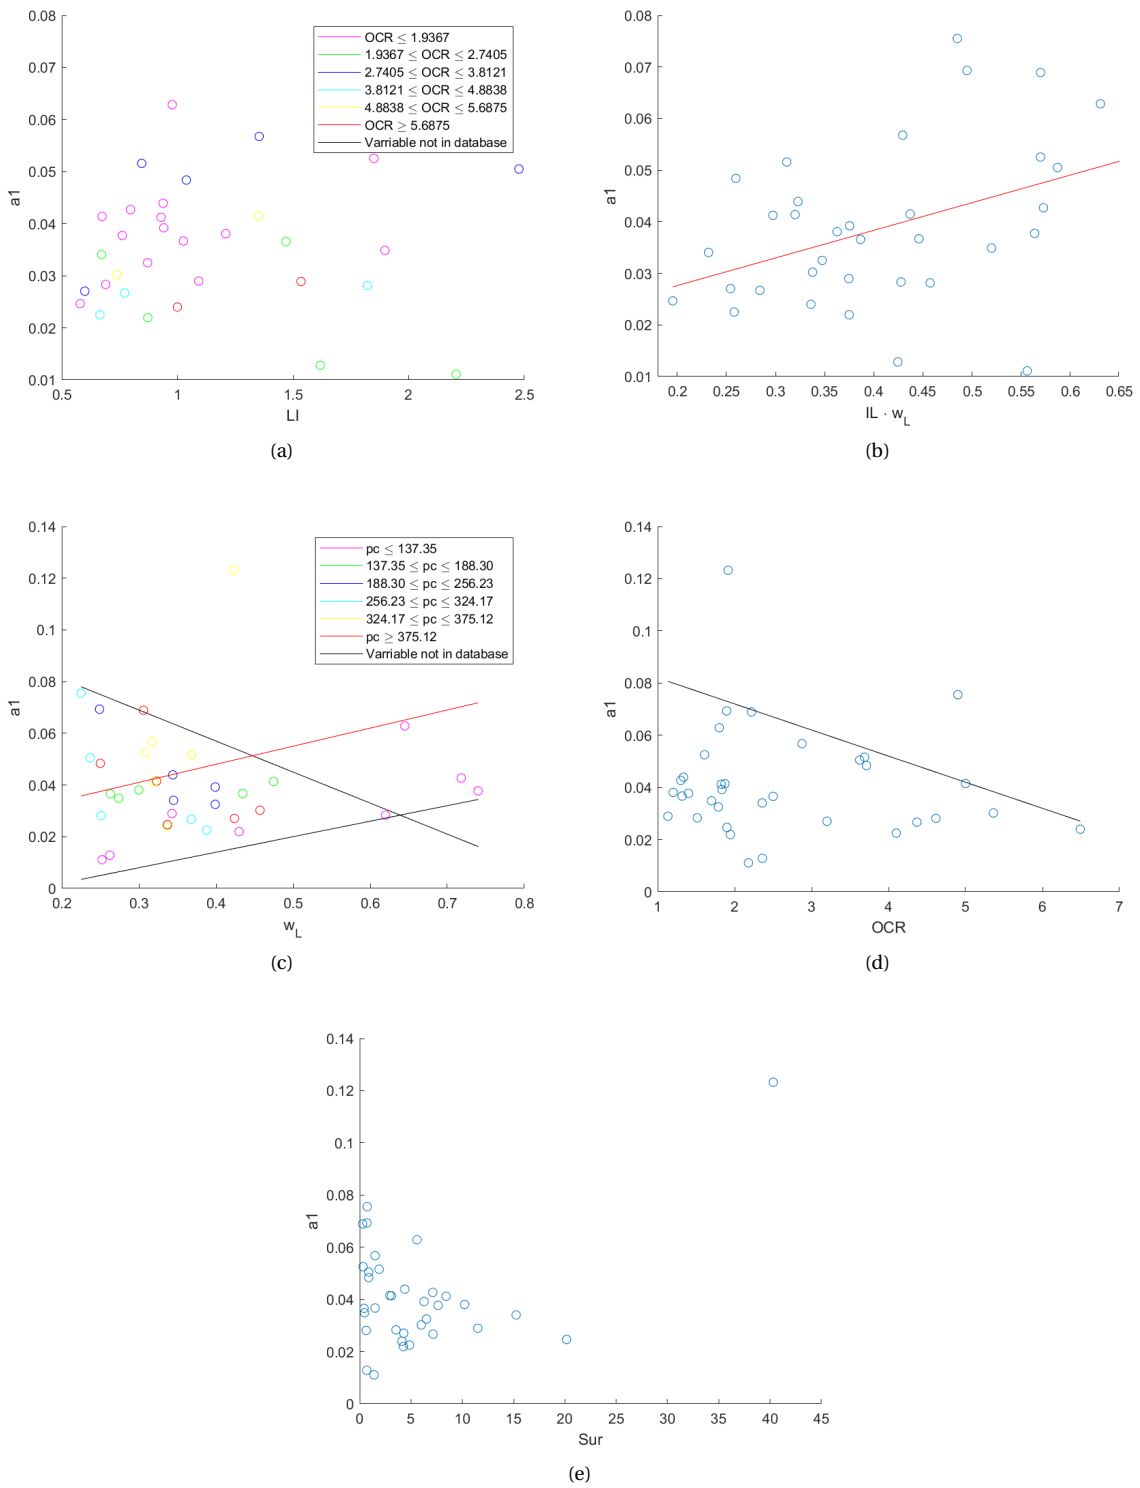 0.08
0.07
0.06
0.05
0.04
0.03
0.02
0.01
a1
0.5
1
1.5
2
2.5
LI
OCR ≤ 1.9367
1.9367 ≤ OCR ≤ 2.7405
2.7405 ≤ OCR ≤ 3.8121
3.8121 ≤ OCR ≤ 4.8838
4.8838 ≤ OCR ≤ 5.6875
OCR ≥ 5.6875
Varriable not in database
(a)
0.08
0.07
0.06
0.05
0.04
0.03
0.02
0.01
a1
0.2
0.25
0.3
0.35
0.4
0.45
0.5
0.55
0.6
0.65
IL · w_L
(b)
0.14
0.12
0.1
0.08
0.06
0.04
0.02
0
a1
0.2
0.3
0.4
0.5
0.6
0.7
0.8
w_L
pc ≤ 137.35
137.35 ≤ pc ≤ 188.30
188.30 ≤ pc ≤ 256.23
256.23 ≤ pc ≤ 324.17
324.17 ≤ pc ≤ 375.12
pc ≥ 375.12
Varriable not in database
(c)
0.14
0.12
0.1
0.08
0.06
0.04
0.02
0
a1
1
2
3
4
5
6
7
OCR
(d)
0.14
0.12
0.1
0.08
0.06
0.04
0.02
0
a1
0
5
10
15
20
25
30
35
40
45
Sur
(e)